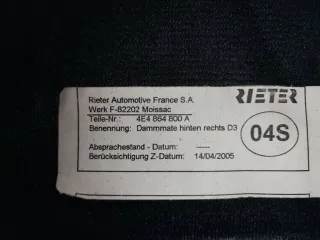 Rieter Automotive France S.A.
Werk F-82202 Moissac
RIETER
Teile-Nr.: 4E4 864 800 A
Benennung: Dammmate hinten rechts D3
04S
Absprachestand - Datum: -----
Berücksichtigung Z-Datum: 14/04/2005